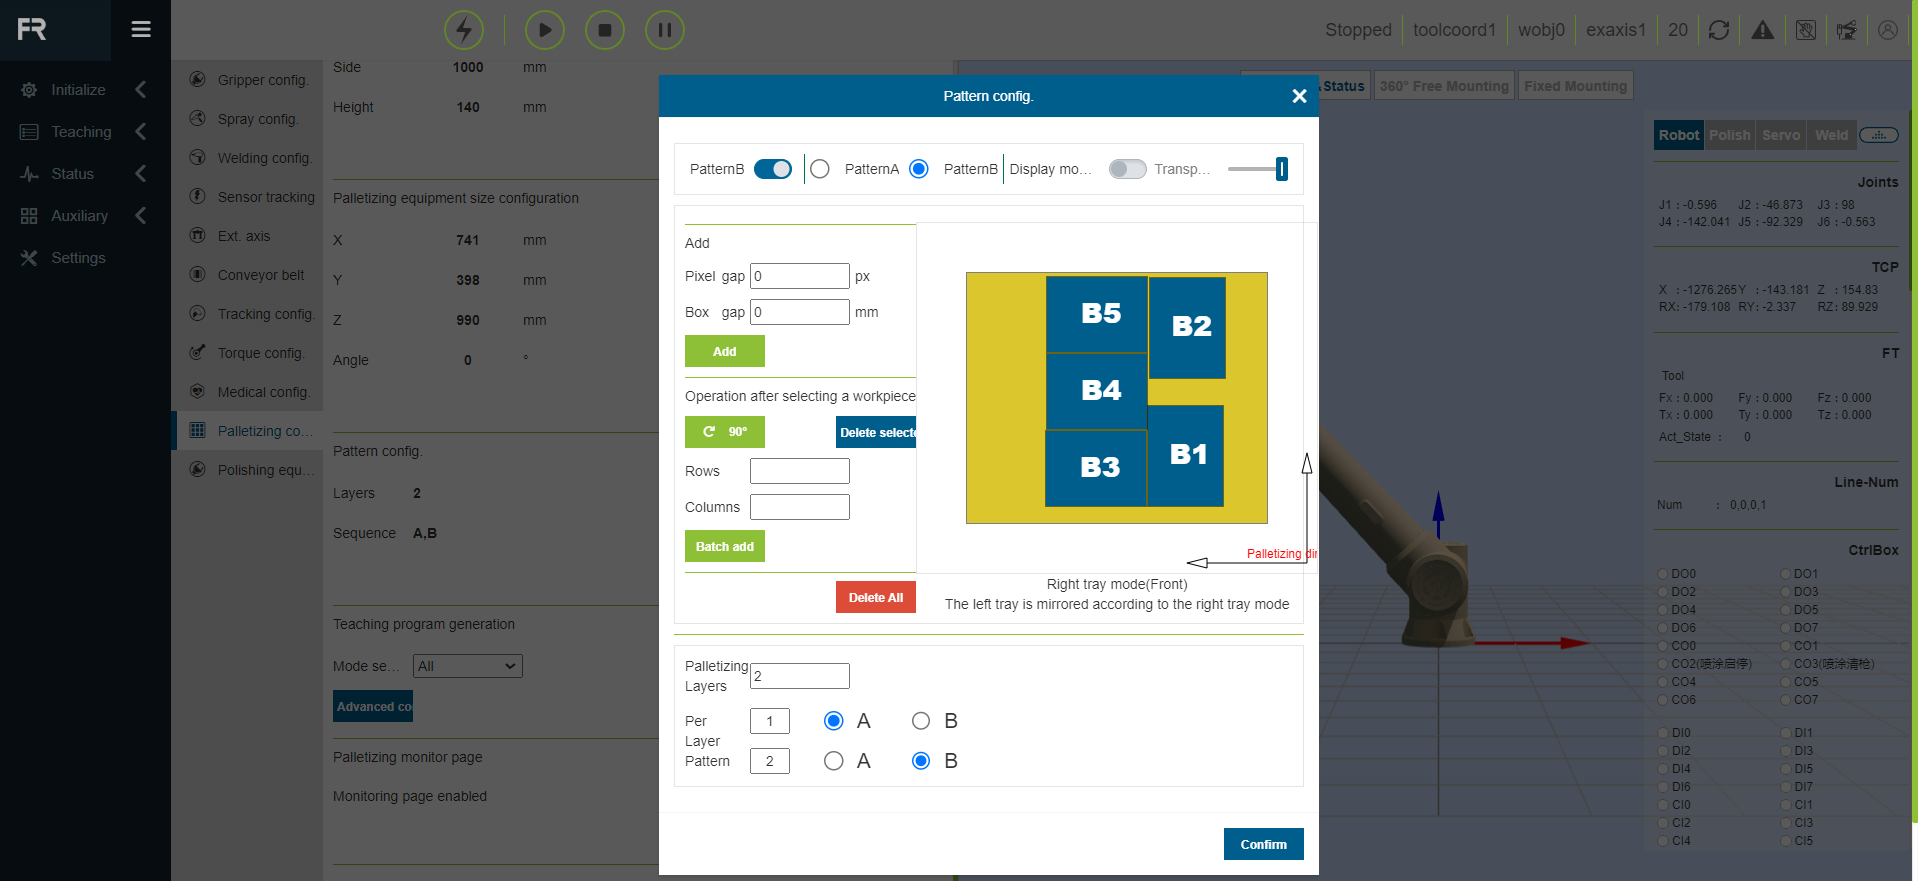 FR
Stopped
toolcoord1
wobj0
exaxis1
20
Initialize
Teaching
Status
Auxiliary
Settings
Gripper config.
Spray config.
Welding config.
Sensor tracking
Ext. axis
Conveyor belt
Tracking config.
Torque config.
Medical config.
Palletizing co...
Polishing equ...
Side 1000 mm
Height 140 mm
Palletizing equipment size configuration
X 741 mm
Y 398 mm
Z 990 mm
Angle 0 °
Pattern config.
Layers 2
Sequence A,B
Teaching program generation
Mode se... All
Advanced co
Palletizing monitor page
Monitoring page enabled
Pattern config.
PatternB PatternA PatternB Display mo... Transp...
Add
Pixel gap 0 px
Box gap 0 mm
Add
Operation after selecting a workpiece
90° Delete selecte
Rows
Columns
Batch add
Delete All
B5
B2
B4
B1
B3
Palletizing dir
Right tray mode(Front)
The left tray is mirrored according to the right tray mode
Palletizing Layers 2
Per Layer Pattern
1 A B
2 A B
Confirm
Status
360° Free Mounting
Fixed Mounting
Robot Polish Servo Weld
Joints
J1 : -0.596 J2 : -46.873 J3 : 98
J4 : -142.041 J5 : -92.329 J6 : -0.563
TCP
X : -1276.265 Y : -143.181 Z : 154.83
RX: -179.108 RY: -2.337 RZ: 89.929
FT
Tool
Fx : 0.000 Fy : 0.000 Fz : 0.000
Tx : 0.000 Ty : 0.000 Tz : 0.000
Act_State : 0
Line-Num
Num : 0,0,0,1
CtrlBox
DO0 DO1
DO2 DO3
DO4 DO5
DO6 DO7
CO0 CO1
CO2(喷涂启停) CO3(喷涂清枪)
CO4 CO5
CO6 CO7
DI0 DI1
DI2 DI3
DI4 DI5
DI6 DI7
CI0 CI1
CI2 CI3
CI4 CI5